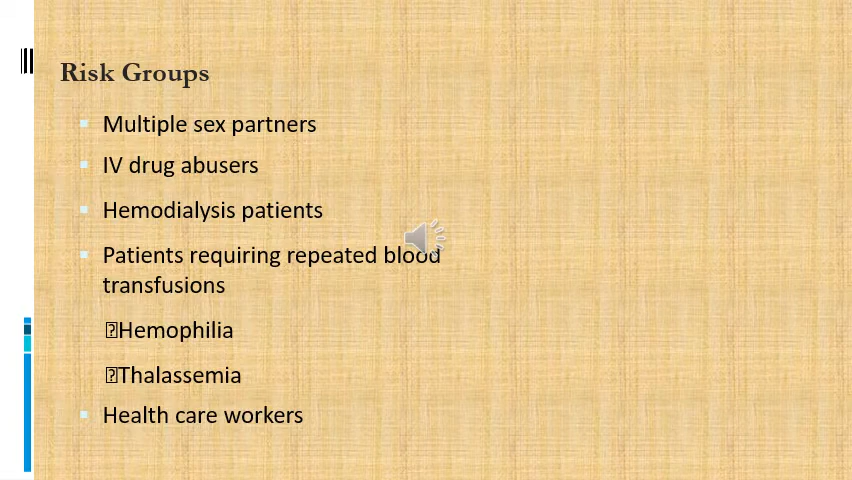 Risk Groups
Multiple sex partners
IV drug abusers
Hemodialysis patients
Patients requiring repeated blood
transfusions
Hemophilia
Thalassemia
Health care workers